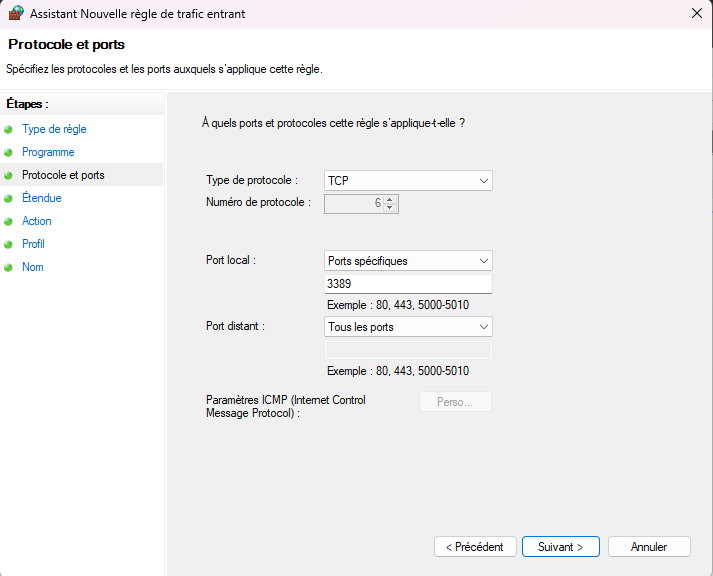 Assistant Nouvelle règle de trafic entrant
Protocole et ports
Spécifiez les protocoles et les ports auxquels s'applique cette règle.
Étapes :
Type de règle
Programme
Protocole et ports
Étendue
Action
Profil
Nom
À quels ports et protocoles cette règle s'applique-t-elle ?
Type de protocole : TCP
Numéro de protocole : 6
Port local : Ports spécifiques
3389
Exemple : 80, 443, 5000-5010
Port distant : Tous les ports
Exemple : 80, 443, 5000-5010
Paramètres ICMP (Internet Control
Message Protocol) :
Perso...
< Précédent
Suivant >
Annuler